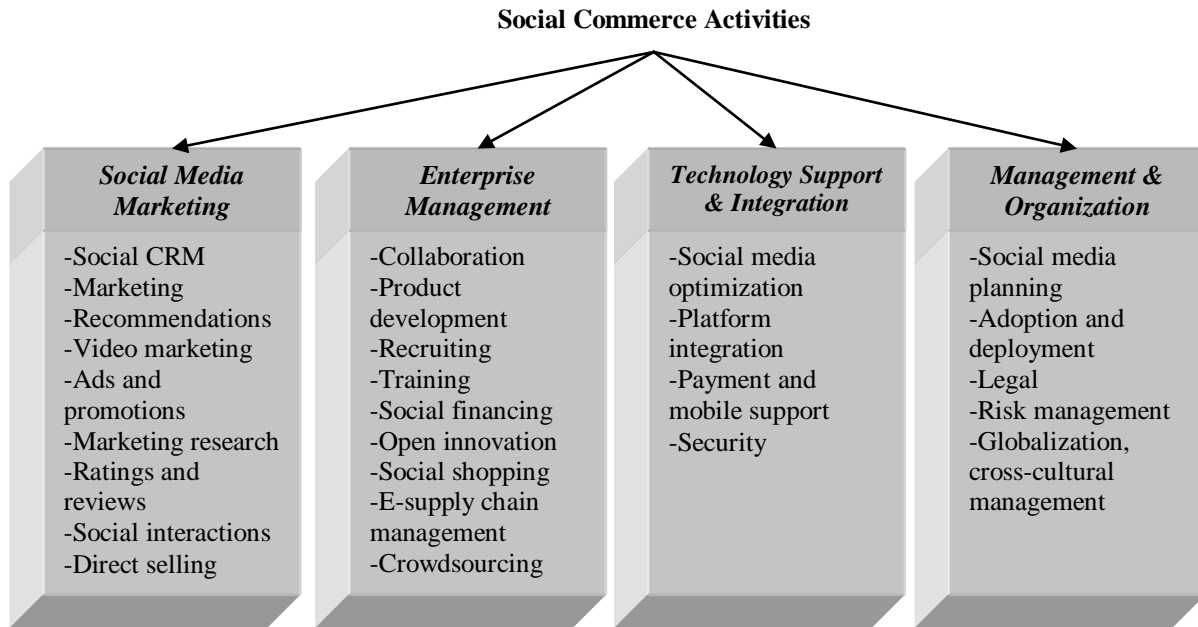 Social Commerce Activities
Social Media
Marketing
-Social CRM
-Marketing
-Recommendations
-Video marketing
-Ads and
promotions
-Marketing research
-Ratings and
reviews
-Social interactions
-Direct selling
Enterprise
Management
-Collaboration
-Product
development
-Recruiting
-Training
-Social financing
-Open innovation
-Social shopping
-E-supply chain
management
-Crowdsourcing
Technology Support
& Integration
-Social media
optimization
-Platform
integration
-Payment and
mobile support
-Security
Management &
Organization
-Social media
planning
-Adoption and
deployment
-Legal
-Risk management
-Globalization,
cross-cultural
management